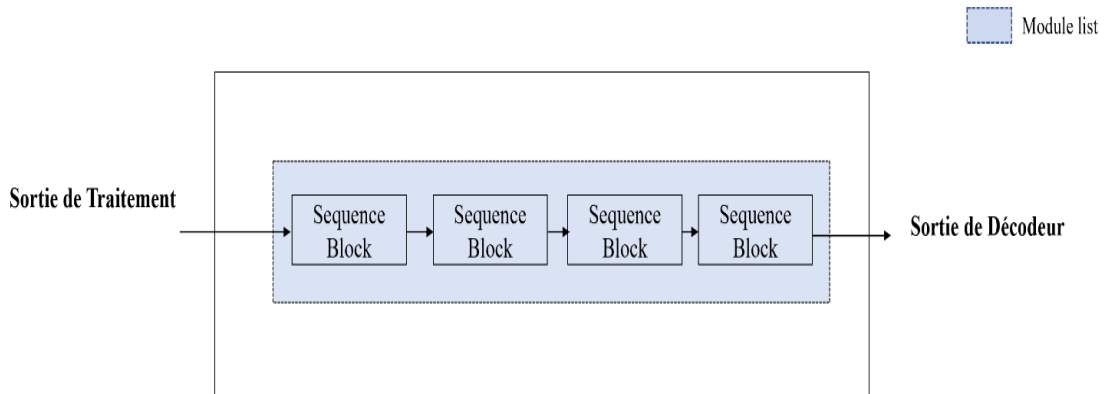 Module list
Sortie de Traitement
Sequence
Block
Sequence
Block
Sequence
Block
Sequence
Block
Sortie de Décodeur